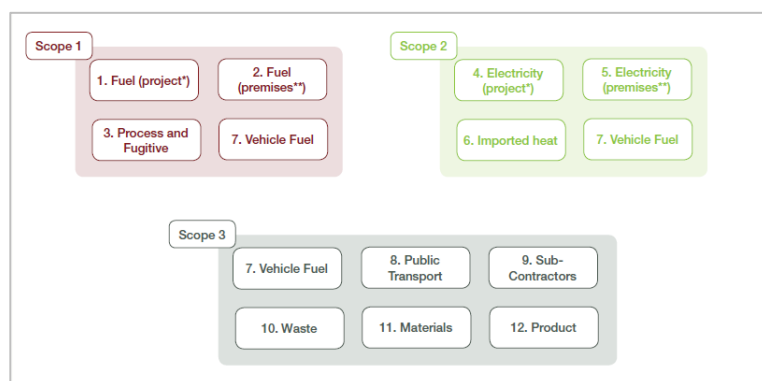 Scope 1
1. Fuel (project*)
2. Fuel
(premises**)
3. Process and
Fugitive
7. Vehicle Fuel
Scope 2
4. Electricity
(project*)
5. Electricity
(premises**)
6. Imported heat
7. Vehicle Fuel
Scope 3
7. Vehicle Fuel
8. Public
Transport
9. Sub-
Contractors
10. Waste
11. Materials
12. Product